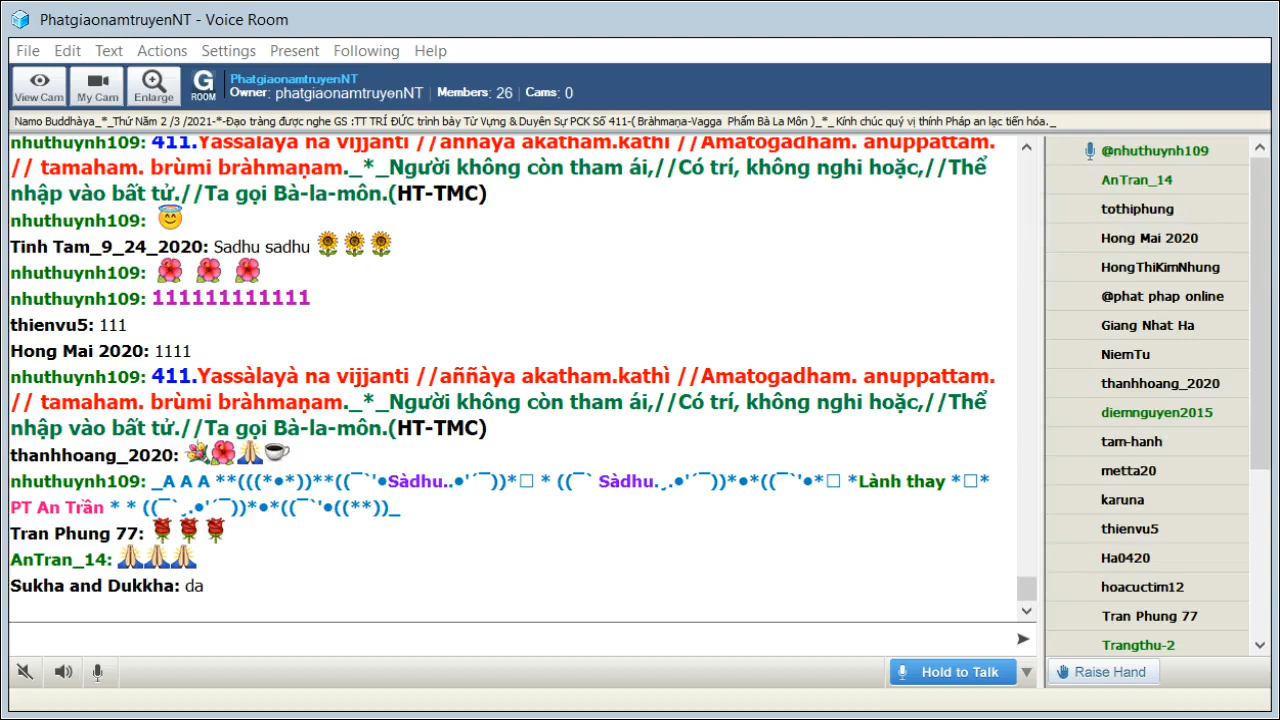 PhatgiaonamtruyenNT - Voice Room
File Edit Text Actions Settings Present Following Help
View Cam My Cam Enlarge G ROOM
PhatgiaonamtruyenNT
Owner: phatgiaonamtruyenNT | Members: 26 | Cams: 0
Namo Buddhàya_*_Thứ Năm 2 /3 /2021-*-Đạo tràng được nghe GS :TT TRÍ ĐỨC trình bày Từ Vựng & Duyên Sự PCK Số 411-( Bràhmaṇa-Vagga Phẩm Bà La Môn )_*_ Kính chúc quý vị thính Pháp an lạc tiến hóa._
nhuthuynh109: 411.Yassàlayà na vijjanti //aññàya akatham.kathì //Amatogadham. anuppattam.
// tamaham. brùmi bràhmaṇam._*_Người không còn tham ái,//Có trí, không nghi hoặc,//Thể
nhập vào bất tử.//Ta gọi Bà-la-môn.(HT-TMC)
nhuthuynh109: 😇
Tinh Tam_9_24_2020: Sadhu sadhu 🌻🌻🌻
nhuthuynh109: 🌺 🌺 🌺
nhuthuynh109: 111111111111
thienvu5: 111
Hong Mai 2020: 1111
nhuthuynh109: 411.Yassàlayà na vijjanti //aññàya akatham.kathì //Amatogadham. anuppattam.
// tamaham. brùmi bràhmaṇam._*_Người không còn tham ái,//Có trí, không nghi hoặc,//Thể
nhập vào bất tử.//Ta gọi Bà-la-môn.(HT-TMC)
thanhhoang_2020: 💐🌺🙏☕
nhuthuynh109: _A A A **(((*•*))**((¯`'•Sàdhu..•'´¯))*□ * ((¯` Sàdhu.¸.•'´¯))*•*((¯`'•*□ *Lành thay *□*
PT An Trần * * ((¯`¸.•'´¯))*•*((¯`'•((**))_
Tran Phung 77: 🌹🌹🌹
AnTran_14: 🙏🙏🙏
Sukha and Dukkha: da
Hold to Talk
@nhuthuynh109
AnTran_14
tothiphung
Hong Mai 2020
HongThiKimNhung
@phat phap online
Giang Nhat Ha
NiemTu
thanhhoang_2020
diemnguyen2015
tam-hanh
metta20
karuna
thienvu5
Ha0420
hoacuctim12
Tran Phung 77
Trangthu-2
Raise Hand